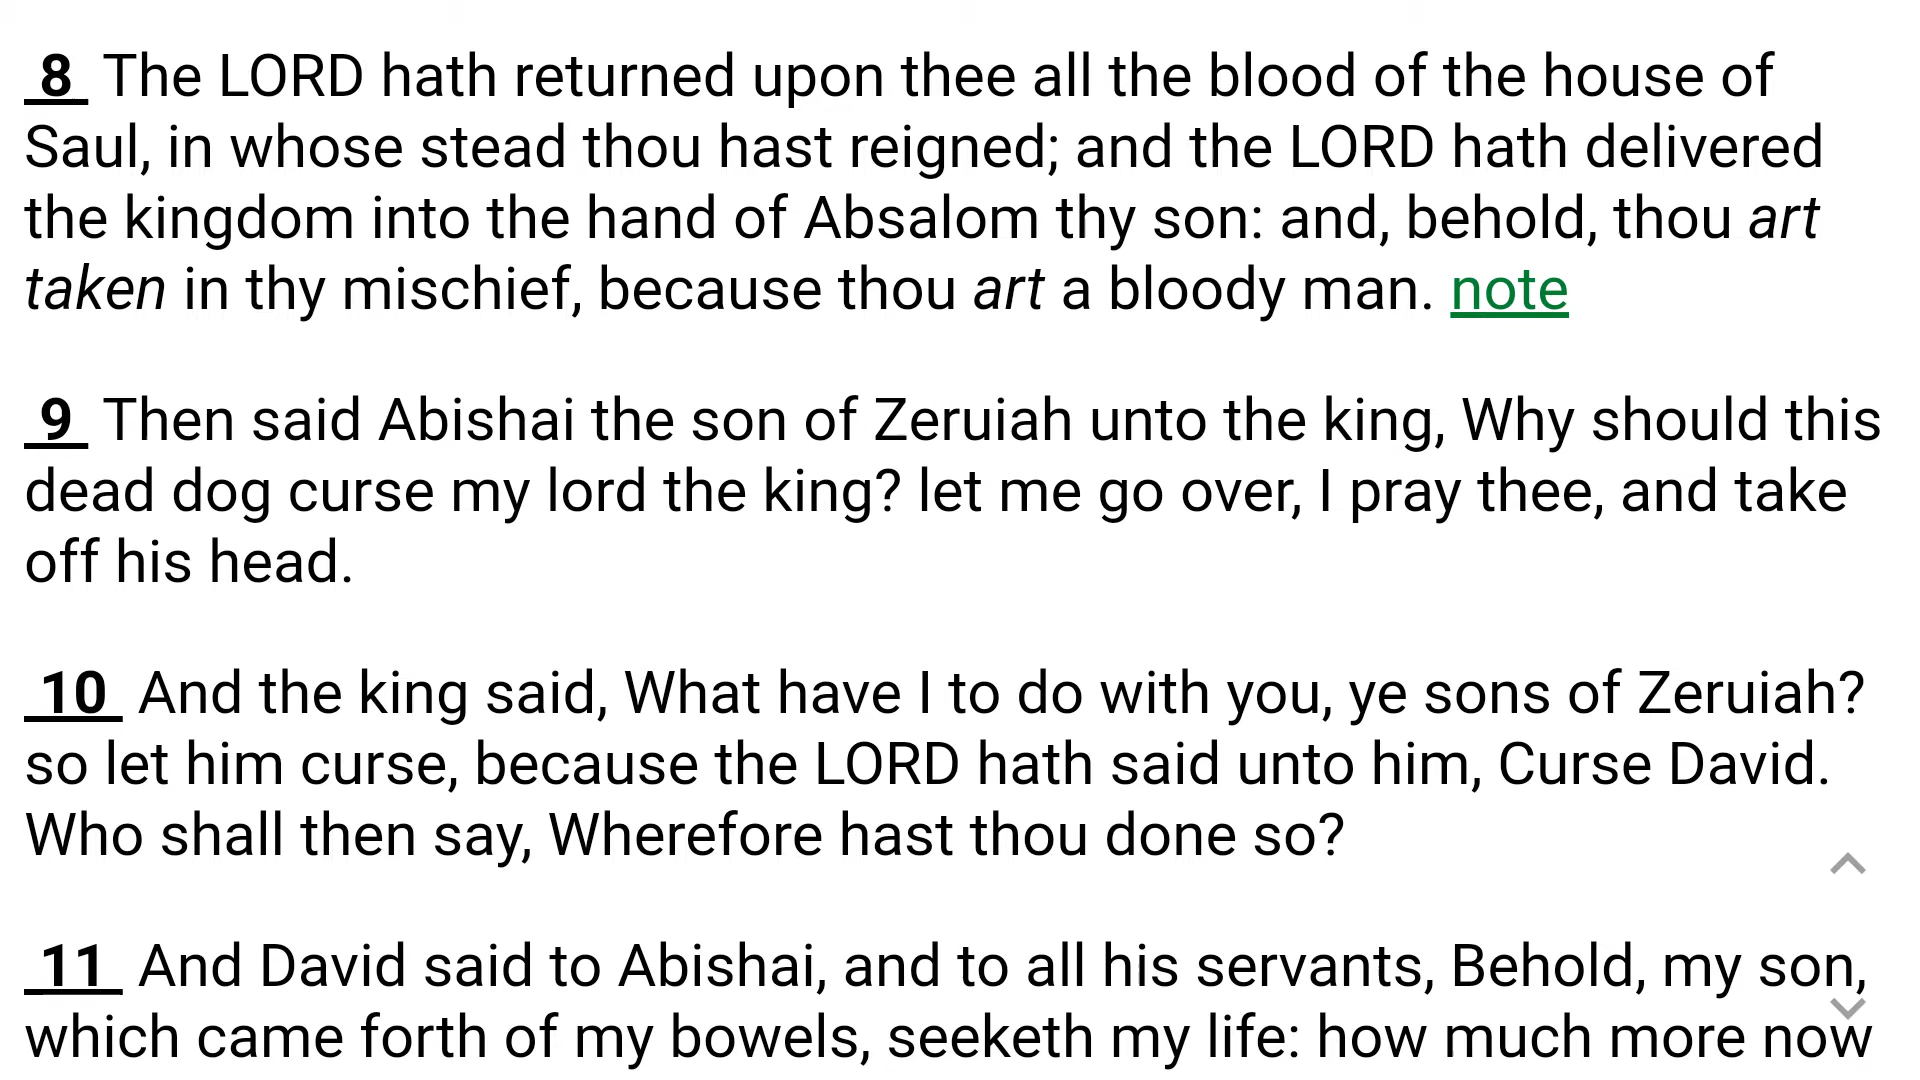 8 The LORD hath returned upon thee all the blood of the house of
Saul, in whose stead thou hast reigned; and the LORD hath delivered
the kingdom into the hand of Absalom thy son: and, behold, thou art
taken in thy mischief, because thou art a bloody man. note
9 Then said Abishai the son of Zeruiah unto the king, Why should this
dead dog curse my lord the king? let me go over, I pray thee, and take
off his head.
10 And the king said, What have I to do with you, ye sons of Zeruiah?
so let him curse, because the LORD hath said unto him, Curse David.
Who shall then say, Wherefore hast thou done so?
11 And David said to Abishai, and to all his servants, Behold, my son,
which came forth of my bowels, seeketh my life: how much more now